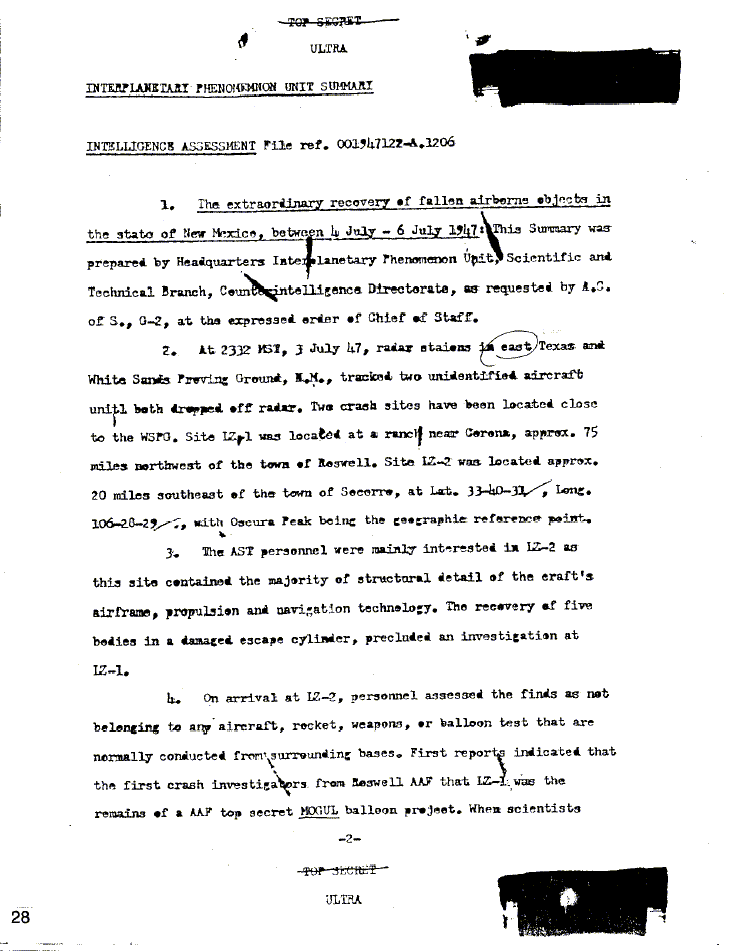 TOP SECRET
ULTRA
INTERPLANETARY PHENOMEMNON UNIT SUMMARY
INTELLIGENCE ASSESSMENT File ref. 001947122-A.1206
1. The extraordinary recovery of fallen airborne objects in
the state of New Mexico, between 4 July - 6 July 1947: This Summary was
prepared by Headquarters Interplanetary Phenomenon Unit, Scientific and
Technical Branch, Counterintelligence Directorate, as requested by A.C.
of S., G-2, at the expressed order of Chief of Staff.
2. At 2332 MST, 3 July 47, radar staions in east Texas and
White Sands Proving Ground, N.M., tracked two unidentified aircraft
unitl both dropped off radar. Two crash sites have been located close
to the WSPG. Site LZ-1 was located at a ranch near Corona, approx. 75
miles northwest of the town of Roswell. Site LZ-2 was located approx.
20 miles southeast of the town of Socorro, at Lat. 33-40-31, Long.
106-28-29, with Oscura Peak being the geographic reference point.
3. The AST personnel were mainly interested in LZ-2 as
this site contained the majority of structural detail of the craft's
airframe, propulsion and navigation technology. The recovery of five
bodies in a damaged escape cylinder, precluded an investigation at
LZ-1.
4. On arrival at LZ-2, personnel assessed the finds as not
belonging to any aircraft, rocket, weapons, or balloon test that are
normally conducted from surrounding bases. First reports indicated that
the first crash investigators from Roswell AAF that LZ-1 was the
remains of a AAF top secret MOGUL balloon project. When scientists
-2-
TOP SECRET
ULTRA
28